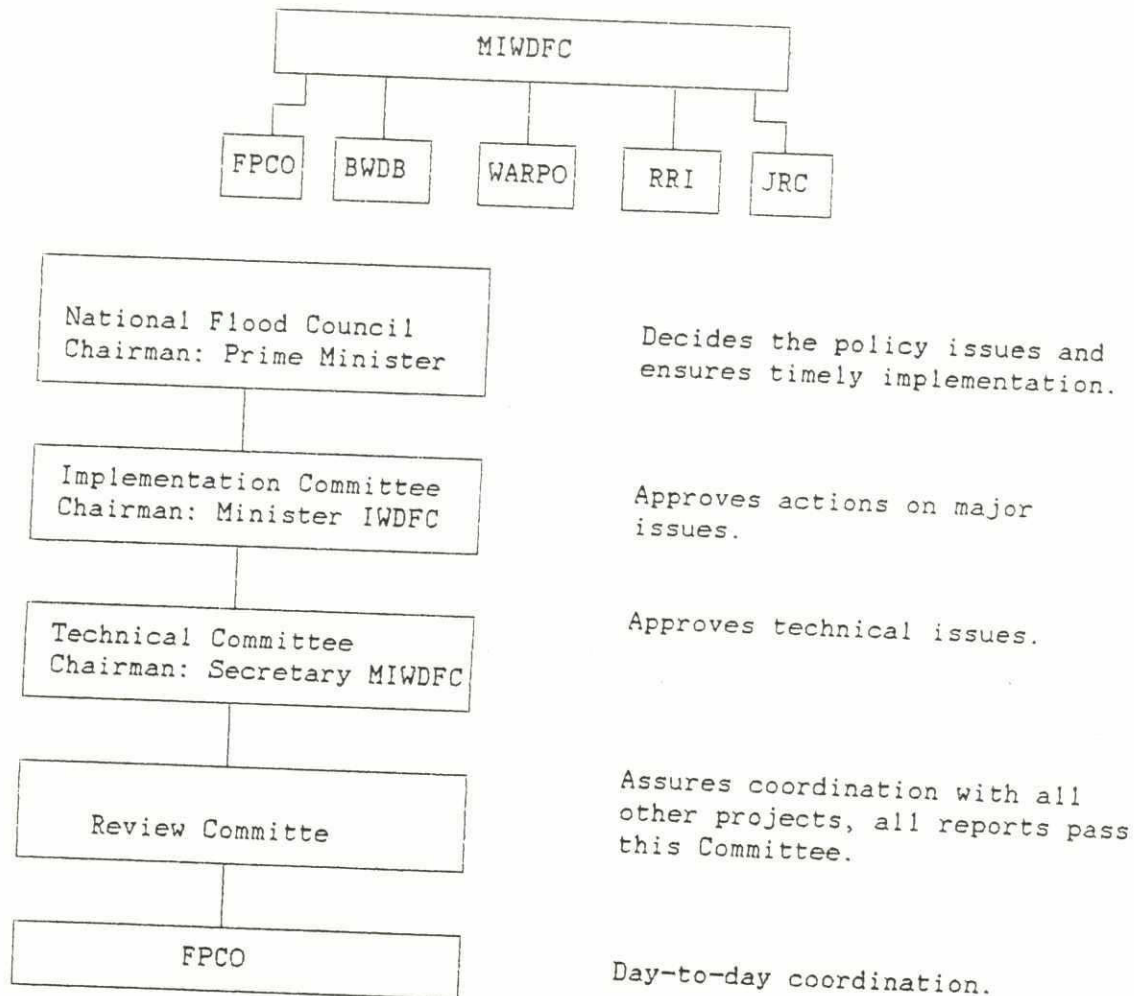 MIWDFC
FPCO
BWDB
WARPO
RRI
JRC
National Flood Council
Chairman: Prime Minister
Decides the policy issues and
ensures timely implementation.
Implementation Committee
Chairman: Minister IWDFC
Approves actions on major
issues.
Technical Committee
Chairman: Secretary MIWDFC
Approves technical issues.
Review Committe
Assures coordination with all
other projects, all reports pass
this Committee.
FPCO
Day-to-day coordination.